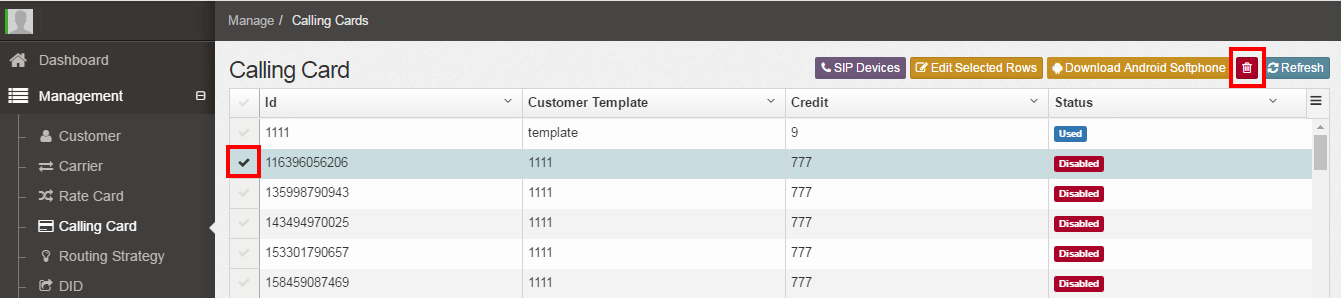 Manage / Calling Cards
Dashboard
Management
Customer
Carrier
Rate Card
Calling Card
Routing Strategy
DID
Calling Card
SIP Devices Edit Selected Rows Download Android Softphone Refresh
Id Customer Template Credit Status
1111 template 9 Used
116396056206 1111 777 Disabled
135998790943 1111 777 Disabled
143494970025 1111 777 Disabled
153301790657 1111 777 Disabled
158459087469 1111 777 Disabled